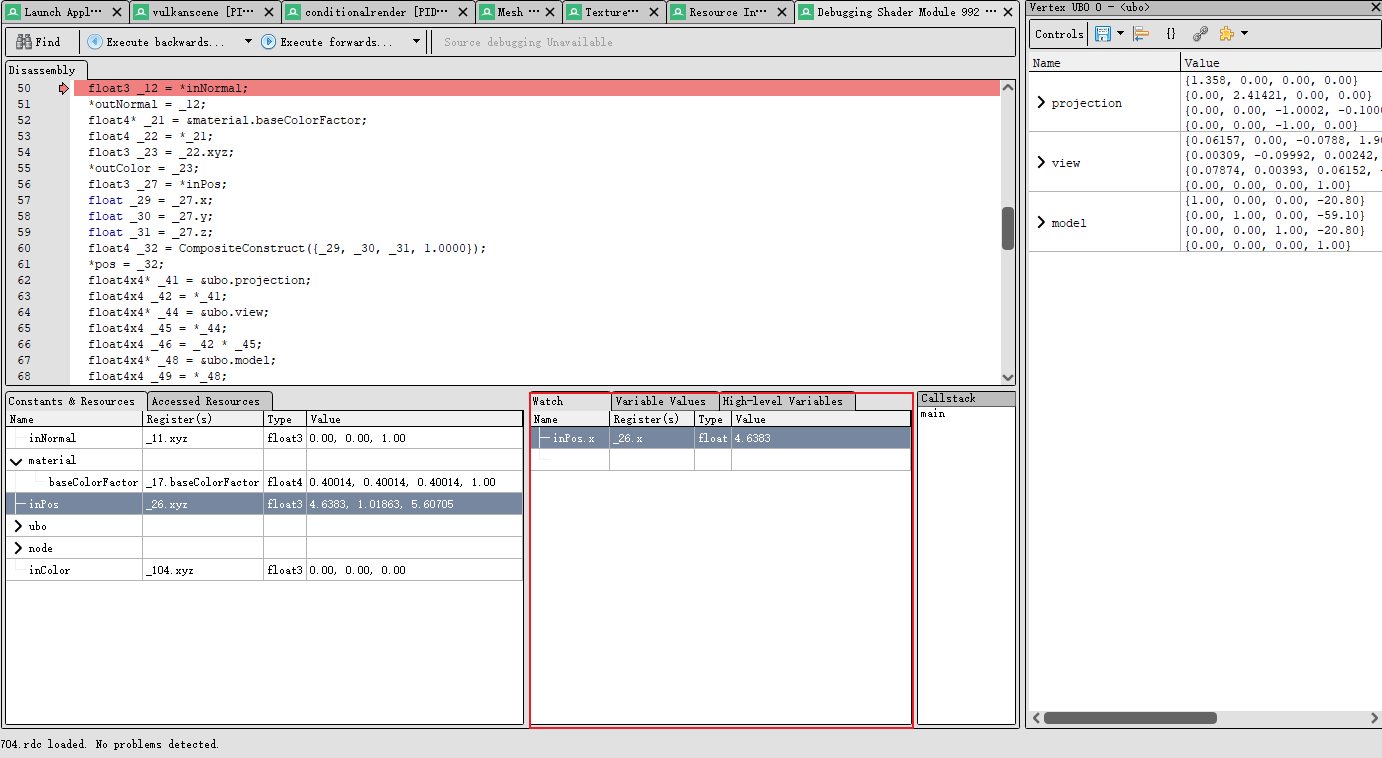 Launch Appl··· vulkanscene [PI··· conditionalrender [PID··· Mesh ··· Texture··· Resource In··· Debugging Shader Module 992 ··· Vertex UBO 0 - <ubo>
Find Execute backwards... Execute forwards... Source debugging Unavailable
Controls {}
Disassembly
50 float3 _12 = *inNormal;
51 *outNormal = _12;
52 float4* _21 = &material.baseColorFactor;
53 float4 _22 = *_21;
54 float3 _23 = _22.xyz;
55 *outColor = _23;
56 float3 _27 = *inPos;
57 float _29 = _27.x;
58 float _30 = _27.y;
59 float _31 = _27.z;
60 float4 _32 = CompositeConstruct({_29, _30, _31, 1.0000});
61 *pos = _32;
62 float4x4* _41 = &ubo.projection;
63 float4x4 _42 = *_41;
64 float4x4* _44 = &ubo.view;
65 float4x4 _45 = *_44;
66 float4x4 _46 = _42 * _45;
67 float4x4* _48 = &ubo.model;
68 float4x4 _49 = *_48;
Constants & Resources Accessed Resources
Name Register(s) Type Value
inNormal _11.xyz float3 0.00, 0.00, 1.00
material
baseColorFactor _17.baseColorFactor float4 0.40014, 0.40014, 0.40014, 1.00
inPos _26.xyz float3 4.6383, 1.01863, 5.60705
ubo
node
inColor _104.xyz float3 0.00, 0.00, 0.00
Watch Variable Values High-level Variables
Name Register(s) Type Value
inPos.x _26.x float 4.6383
Callstack
main
Name Value
projection
{1.358, 0.00, 0.00, 0.00}
{0.00, 2.41421, 0.00, 0.00}
{0.00, 0.00, -1.0002, -0.1000
{0.00, 0.00, -1.00, 0.00}
view
{0.06157, 0.00, -0.0788, 1.90
{0.00309, -0.09992, 0.00242,
{0.07874, 0.00393, 0.06152, -
{0.00, 0.00, 0.00, 1.00}
model
{1.00, 0.00, 0.00, -20.80}
{0.00, 1.00, 0.00, -59.10}
{0.00, 0.00, 1.00, -20.80}
{0.00, 0.00, 0.00, 1.00}
704.rdc loaded. No problems detected.